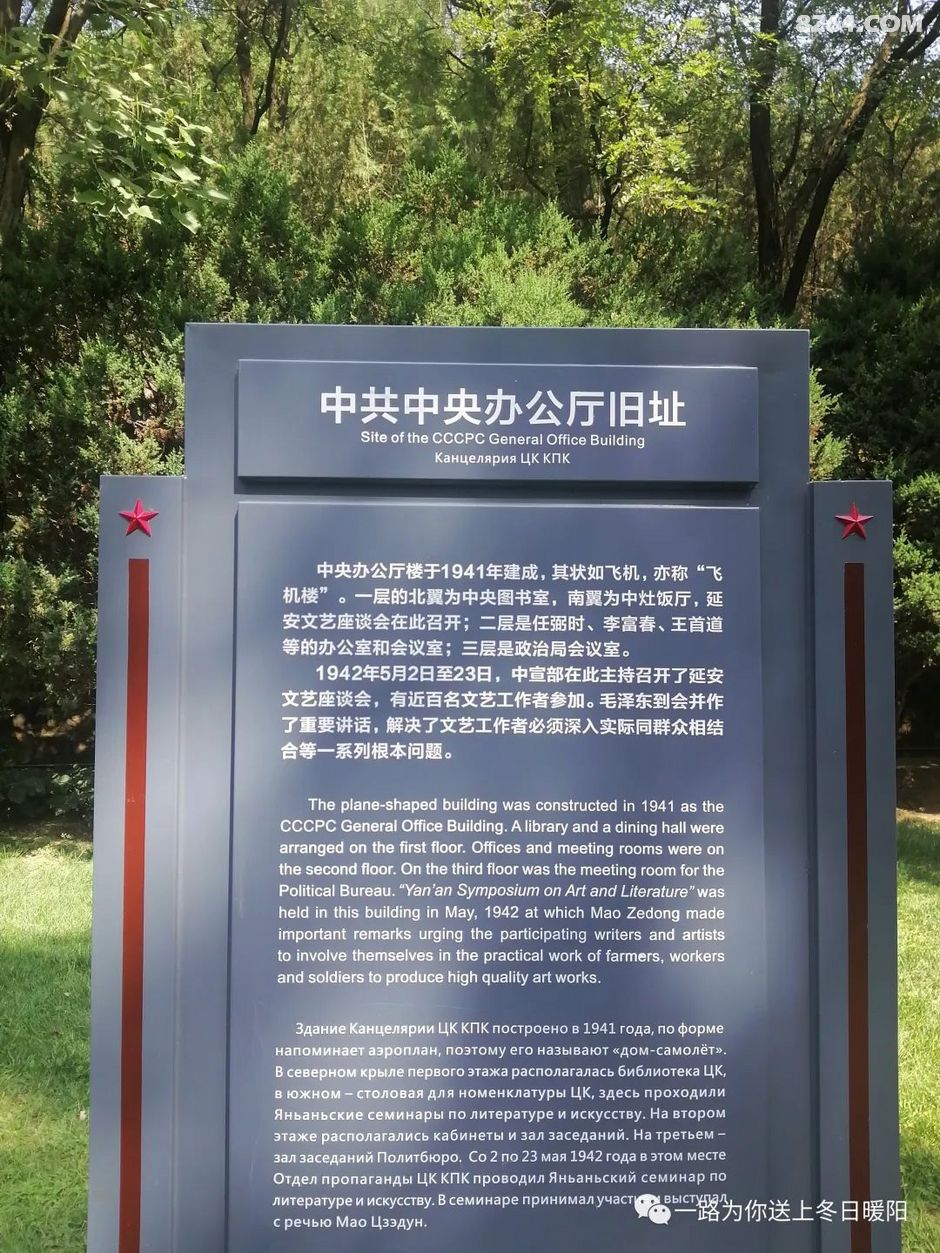 8264.COM
中共中央办公厅旧址
Site of the CCCPC General Office Building
Канцелярия ЦК КПК
中央办公厅楼于1941年建成，其状如飞机，亦称“飞
机楼”。一层的北翼为中央图书室，南翼为中灶饭厅，延
安文艺座谈会在此召开；二层是任弼时、李富春、王首道
等的办公室和会议室；三层是政治局会议室。
1942年5月2日至23日，中宣部在此主持召开了延安
文艺座谈会，有近百名文艺工作者参加。毛泽东到会并作
了重要讲话，解决了文艺工作者必须深入实际同群众相结
合等一系列根本问题。
The plane-shaped building was constructed in 1941 as the
CCCPC General Office Building. A library and a dining hall were
arranged on the first floor. Offices and meeting rooms were on
the second floor. On the third floor was the meeting room for the
Political Bureau. “Yan’an Symposium on Art and Literature” was
held in this building in May, 1942 at which Mao Zedong made
important remarks urging the participating writers and artists
to involve themselves in the practical work of farmers, workers
and soldiers to produce high quality art works.
Здание Канцелярии ЦК КПК построено в 1941 года, по форме
напоминает аэроплан, поэтому его называют «дом-самолёт».
В северном крыле первого этажа располагалась библиотека ЦК,
в южном – столовая для номенклатуры ЦК, здесь проходили
Яньаньские семинары по литературе и искусству. На втором
этаже располагались кабинеты и зал заседаний. На третьем –
зал заседаний Политбюро. Со 2 по 23 мая 1942 года в этом месте
Отдел пропаганды ЦК КПК проводил Яньаньский семинар по
литературе и искусству. В семинаре принимал выступал
с речью Мао Цзэдун.
一路为你送上冬日暖阳